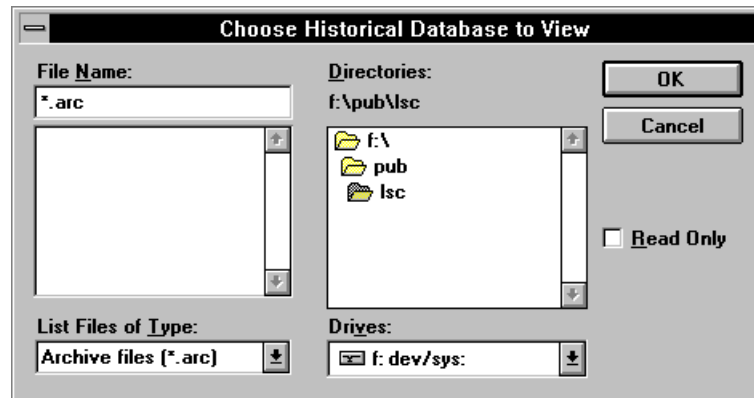 Choose Historical Database to View
File Name:
*.arc
List Files of Type:
Archive files (*.arc)
Directories:
f:\pub\lsc
f:\
pub
lsc
Drives:
f: dev/sys:
OK
Cancel
Read Only